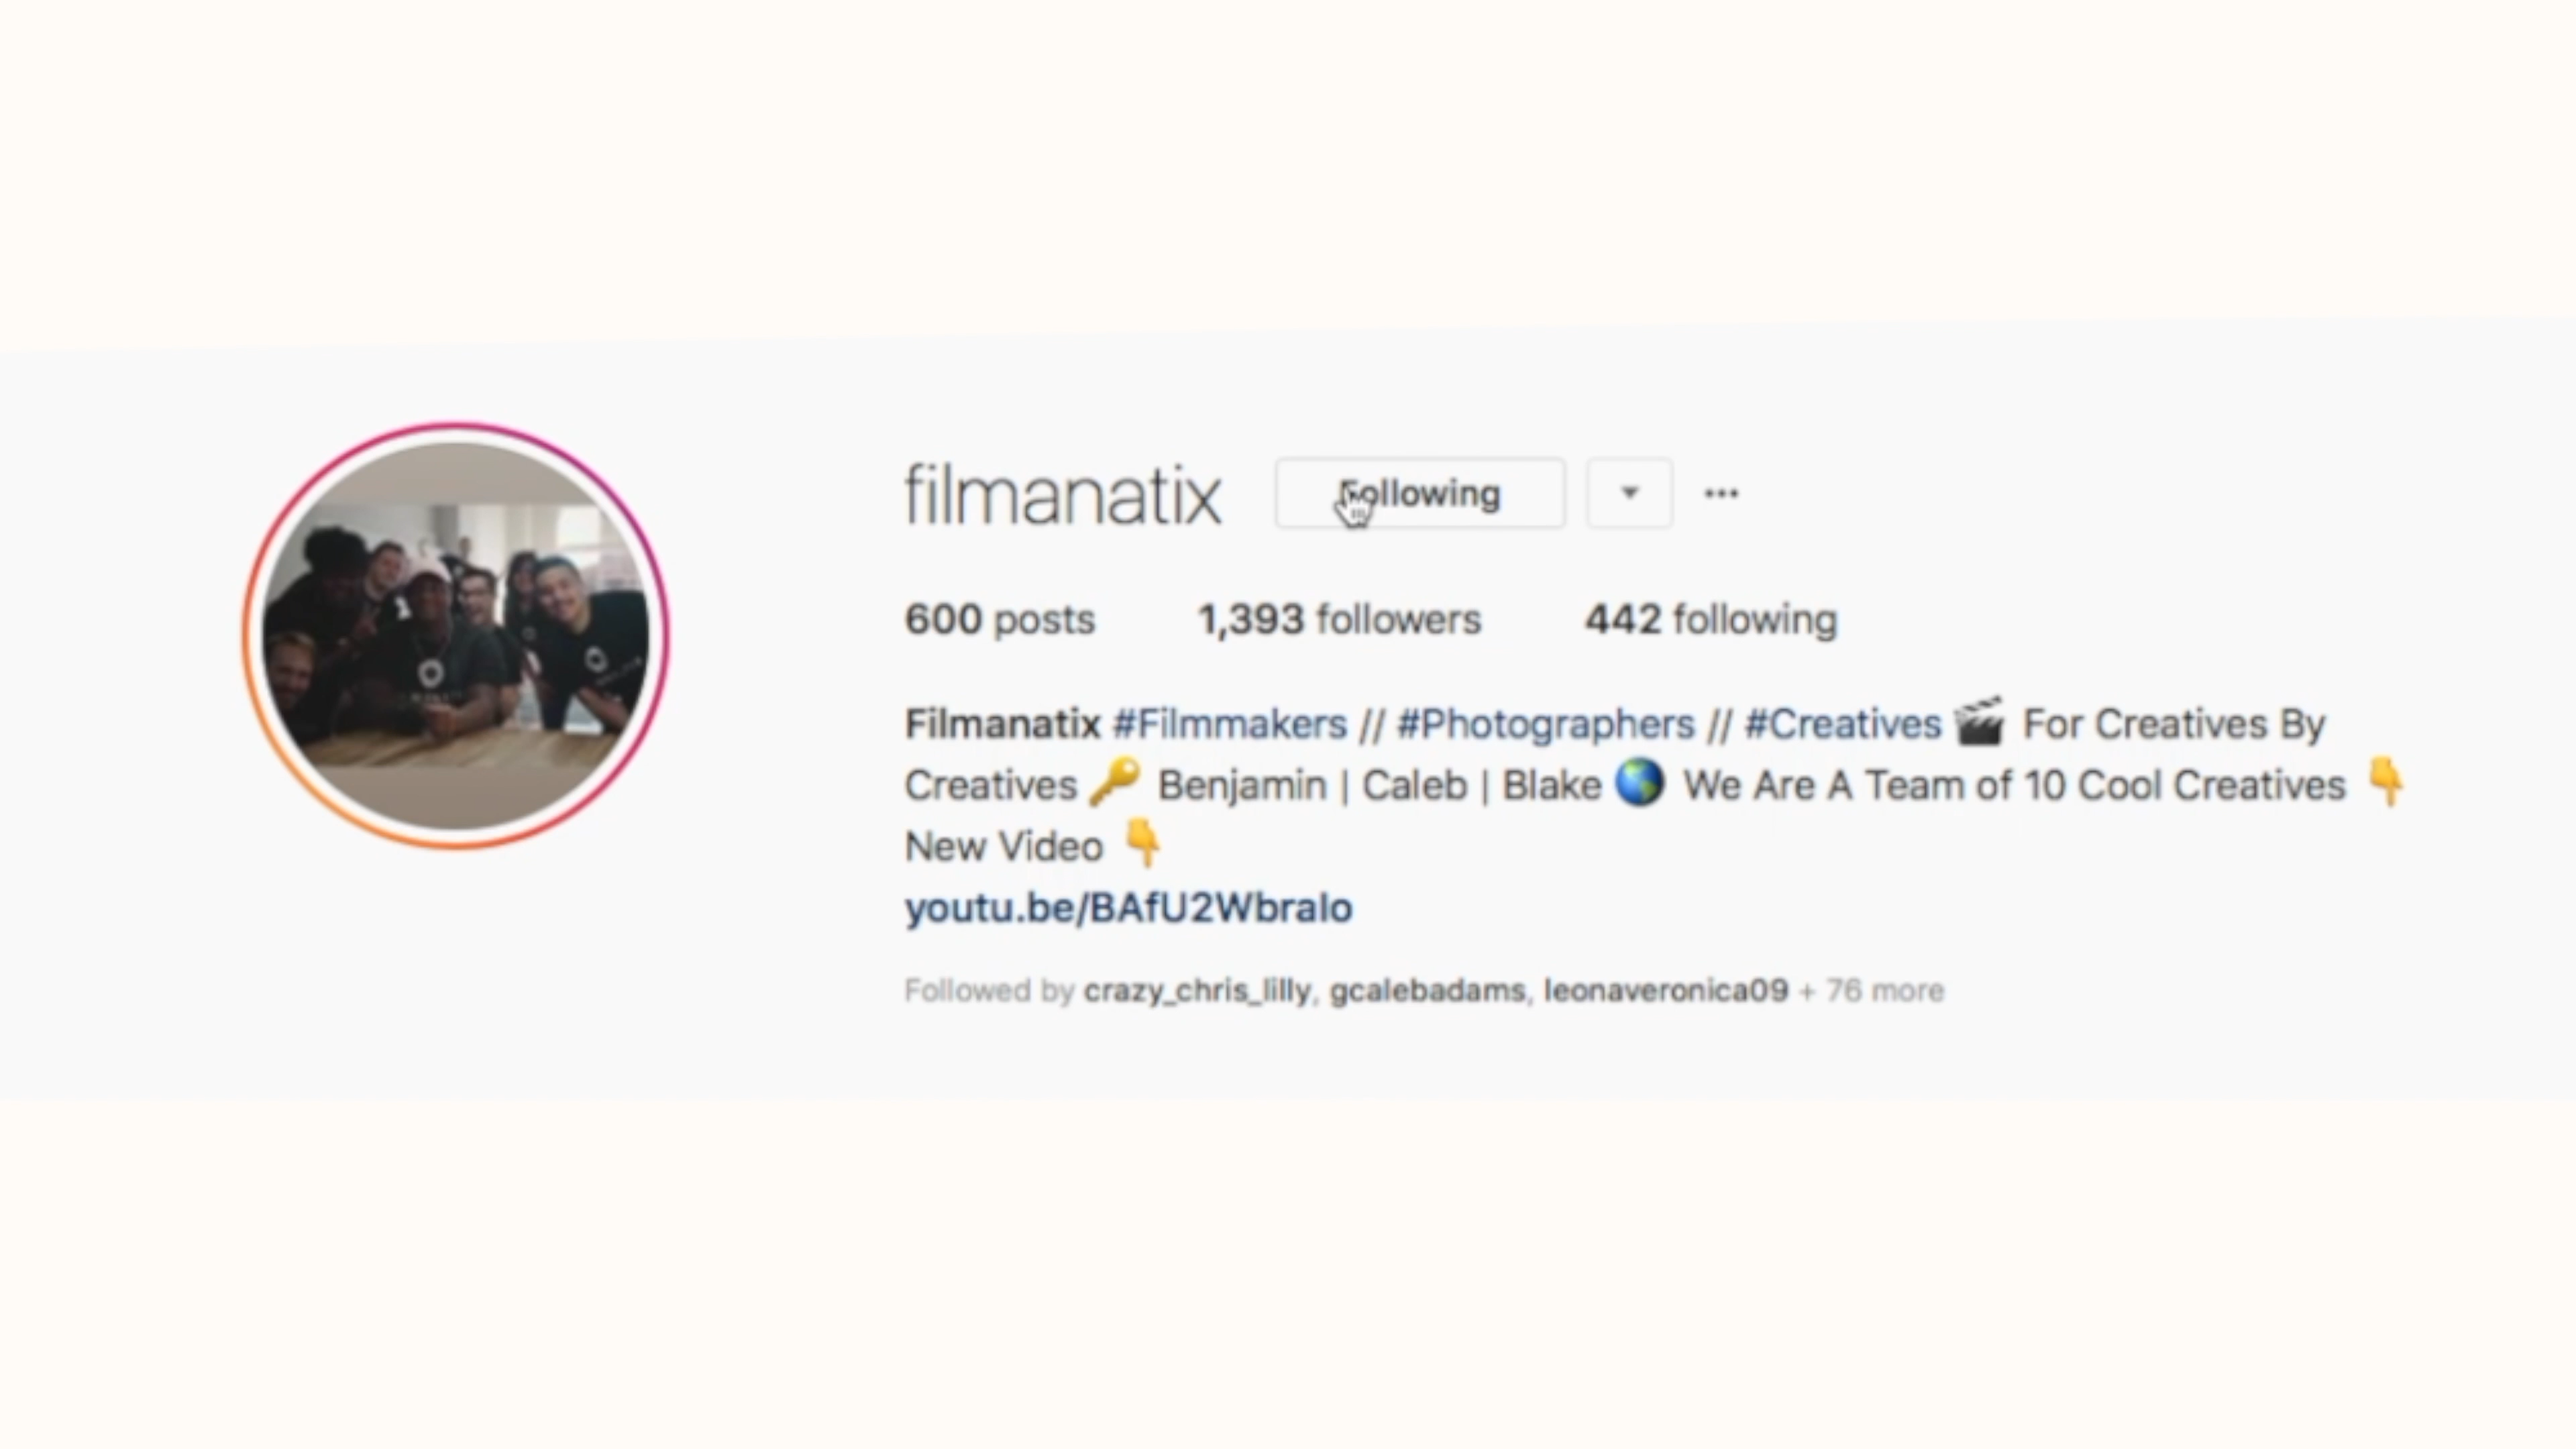 filmanatix Following
600 posts 1,393 followers 442 following
Filmanatix #Filmmakers // #Photographers // #Creatives 🎬 For Creatives By
Creatives 🔑 Benjamin | Caleb | Blake 🌎 We Are A Team of 10 Cool Creatives 👇
New Video 👇
youtu.be/BAfU2Wbralo
Followed by crazy_chris_lilly, gcalebadams, leonaveronica09 + 76 more